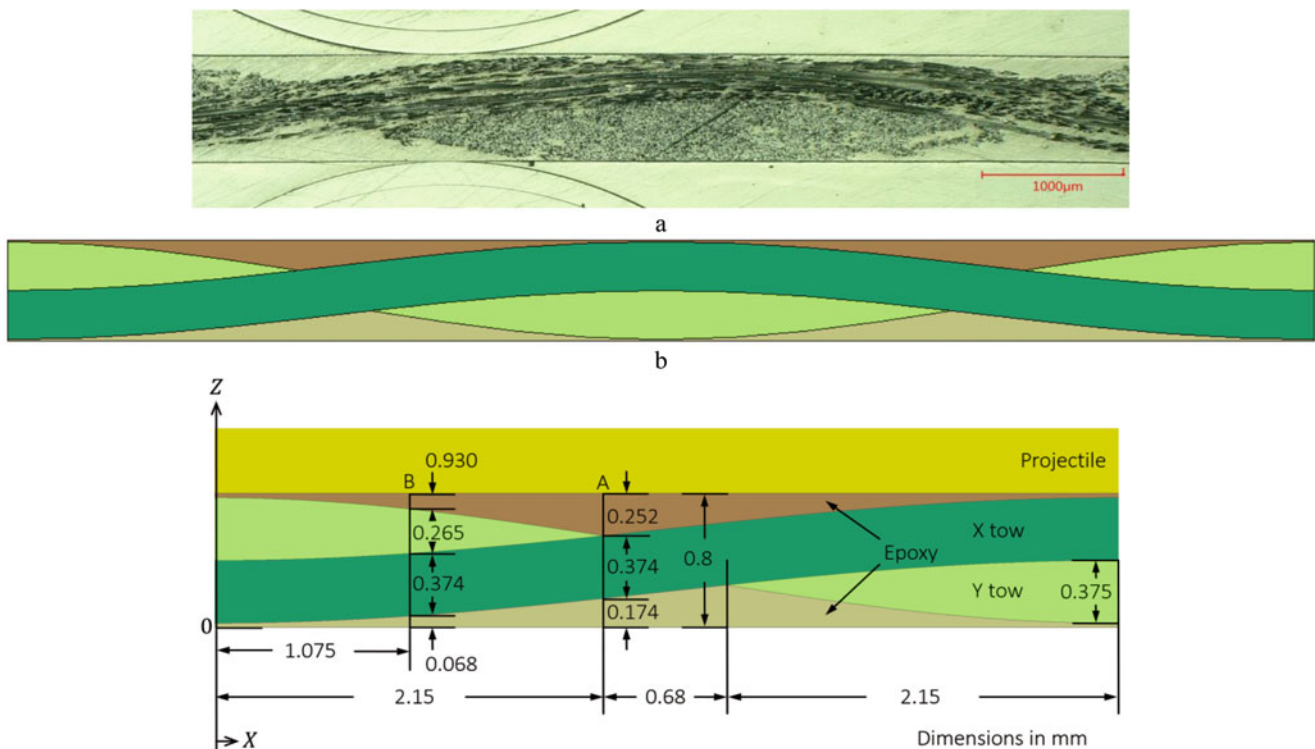 1000µm
a
b
Z
0.930
B
A
Projectile
0.265
0.252
X tow
0.374
0.374
0.8
Epoxy
Y tow
0.375
0.174
0
1.075
0.068
2.15
0.68
2.15
X
Dimensions in mm